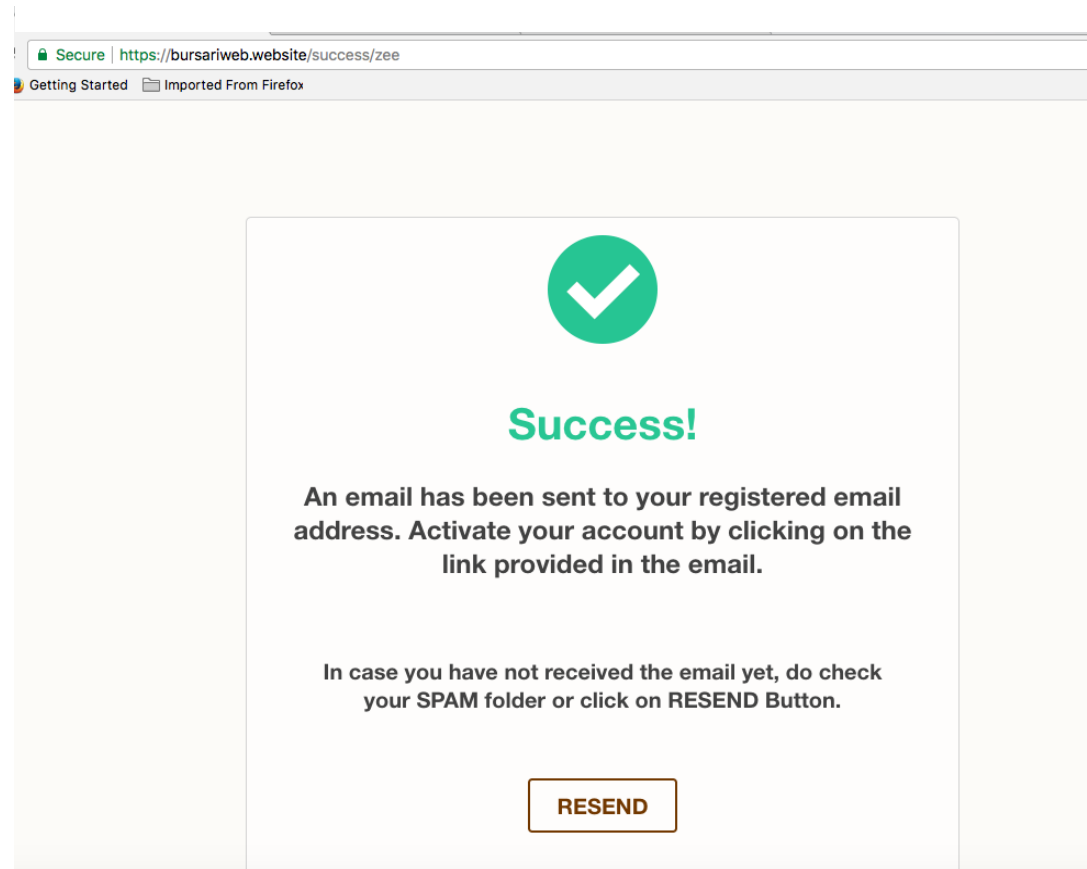 Secure | https://bursariweb.website/success/zee
Getting Started Imported From Firefox
Success!
An email has been sent to your registered email
address. Activate your account by clicking on the
link provided in the email.
In case you have not received the email yet, do check
your SPAM folder or click on RESEND Button.
RESEND